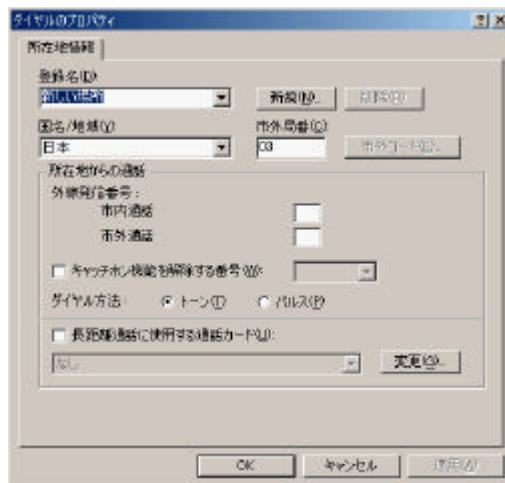 ダイヤルのプロパティ
所在地情報
登録名(D):
新しい場所
新規(N)...
削除(R)
国名/地域(Y):
市外局番(C):
日本
03
市外コード(E)...
所在地からの通話
外線発信番号:
市内通話
市外通話
キャッチホン機能を解除する番号(W):
ダイヤル方法:
トーン(T)
パルス(P)
長距離通話に使用する通話カード(L):
なし
変更(G)...
OK
キャンセル
適用(A)